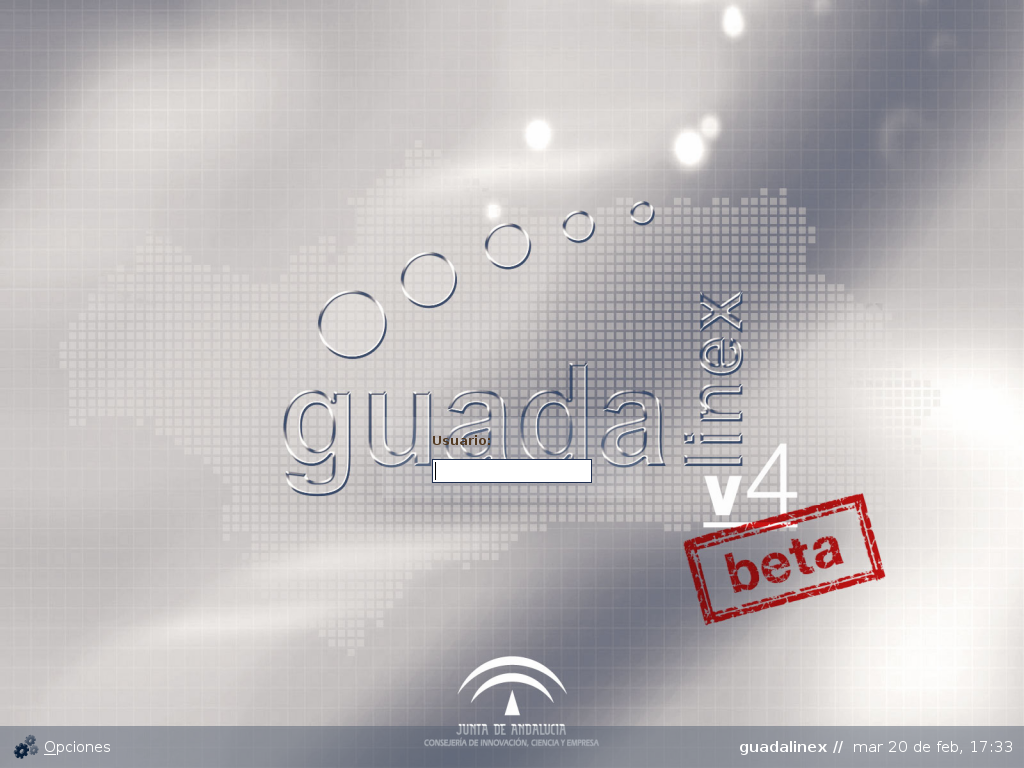 guada
linex
Usuario:
v4
beta
JUNTA DE ANDALUCIA
CONSEJERÍA DE INNOVACIÓN, CIENCIA Y EMPRESA
Opciones
guadalinex // mar 20 de feb, 17:33